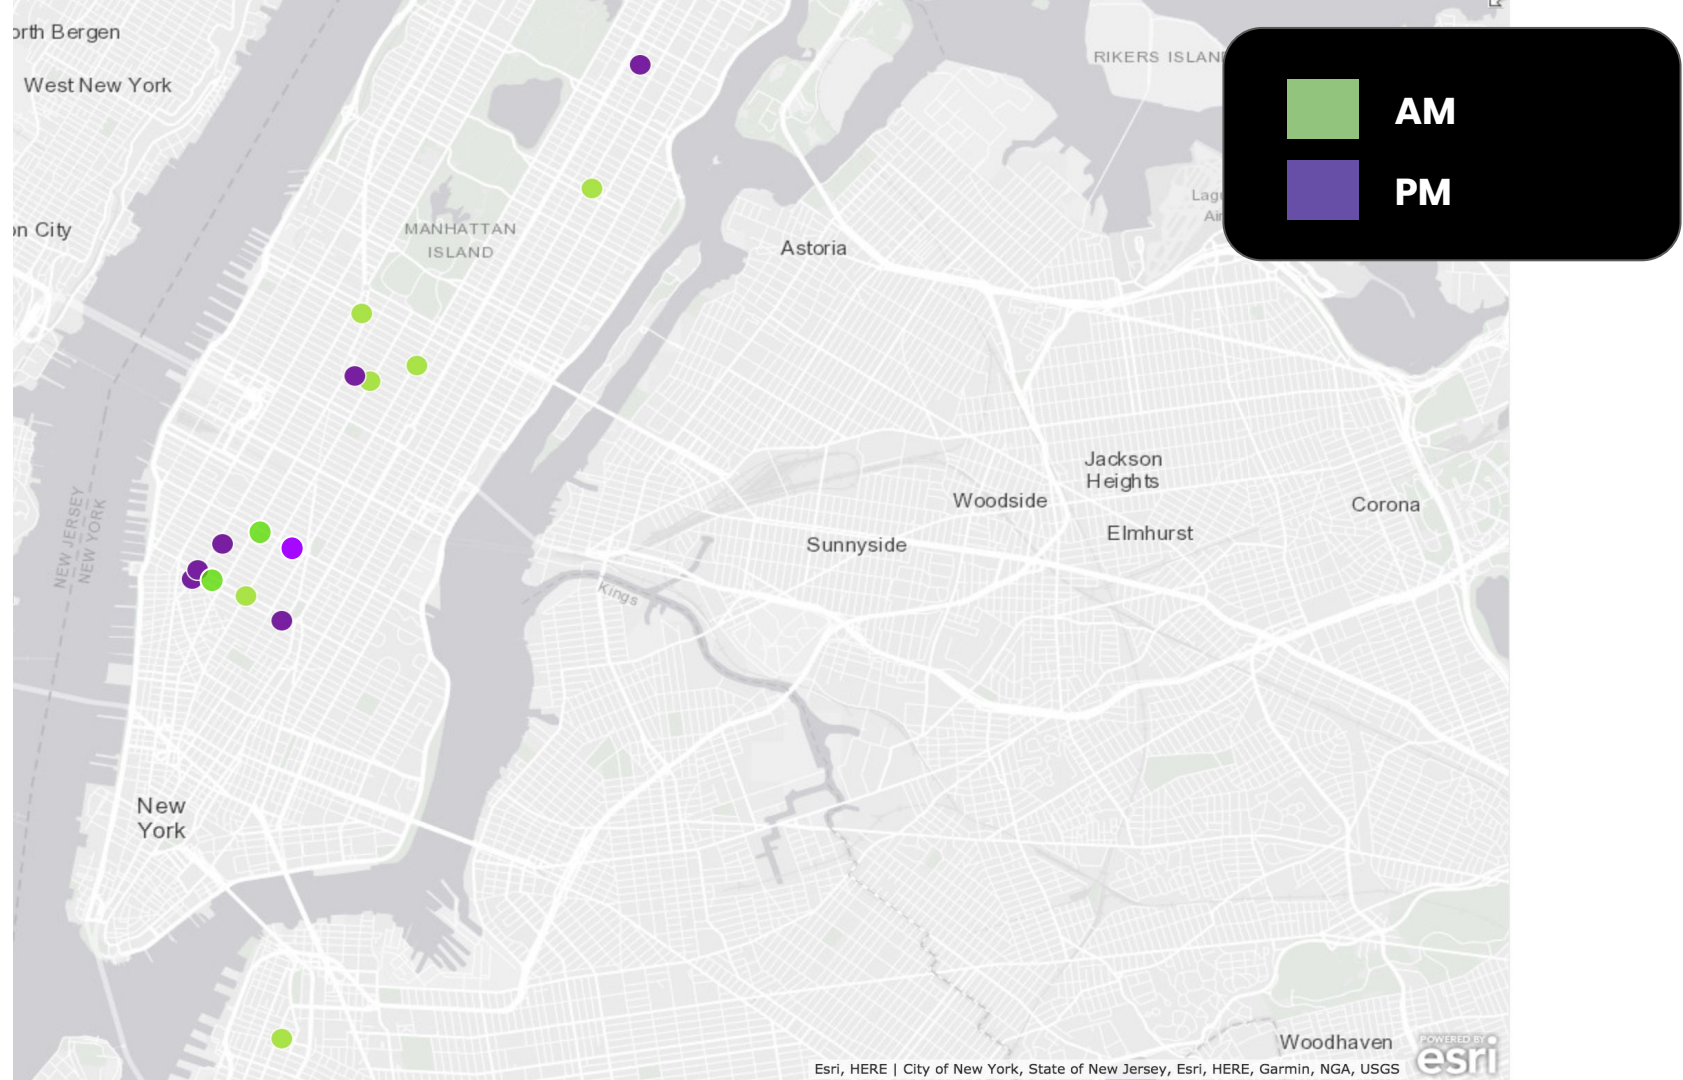 orth Bergen
West New York
on City
MANHATTAN
ISLAND
RIKERS ISLAN
AM
PM
Lagu
Air
Astoria
Jackson
Heights
Woodside
Corona
Elmhurst
Sunnyside
NEW JERSEY
NEW YORK
Kings
New
York
Woodhaven
POWERED BY
esri
Esri, HERE | City of New York, State of New Jersey, Esri, HERE, Garmin, NGA, USGS